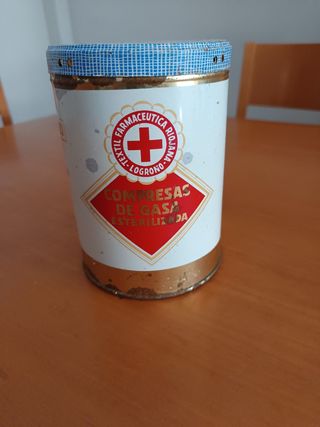 TEXTIL FARMACEUTICA RIOJANA
-LOGROÑO-
COMPRESAS
DE GASA
ESTERILIZADA